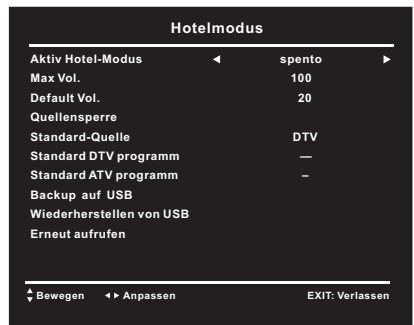 Hotelmodus
Aktiv Hotel-Modus ◀ spento ▶
Max Vol. 100
Default Vol. 20
Quellensperre
Standard-Quelle DTV
Standard DTV programm —
Standard ATV programm –
Backup auf USB
Wiederherstellen von USB
Erneut aufrufen
Bewegen Anpassen EXIT: Verlassen